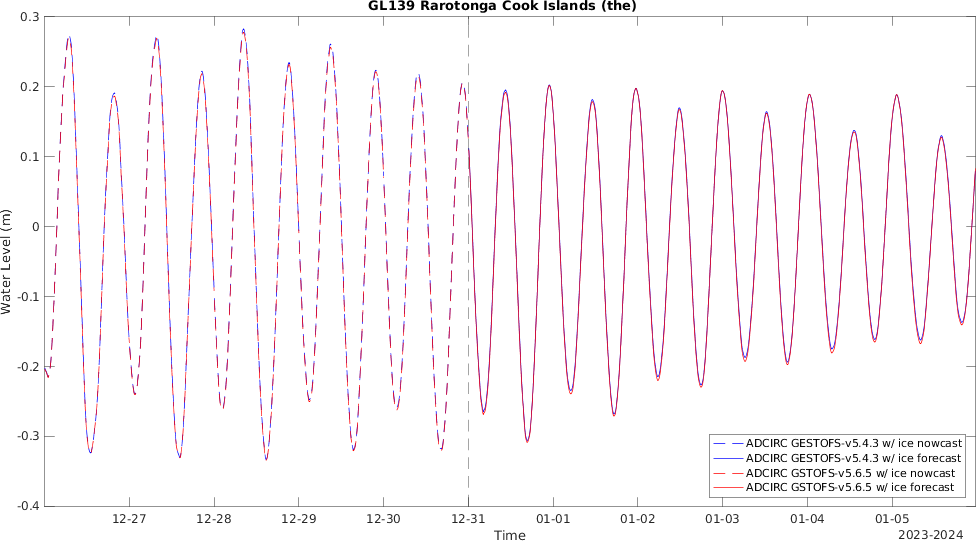 GL139 Rarotonga Cook Islands (the)
0.3
0.2
0.1
0
-0.1
-0.2
-0.3
-0.4
Water Level (m)
ADCIRC GESTOFS-v5.4.3 w/ ice nowcast
ADCIRC GESTOFS-v5.4.3 w/ ice forecast
ADCIRC GSTOFS-v5.6.5 w/ ice nowcast
ADCIRC GSTOFS-v5.6.5 w/ ice forecast
12-27 12-28 12-29 12-30 12-31 01-01 01-02 01-03 01-04 01-05
Time
2023-2024